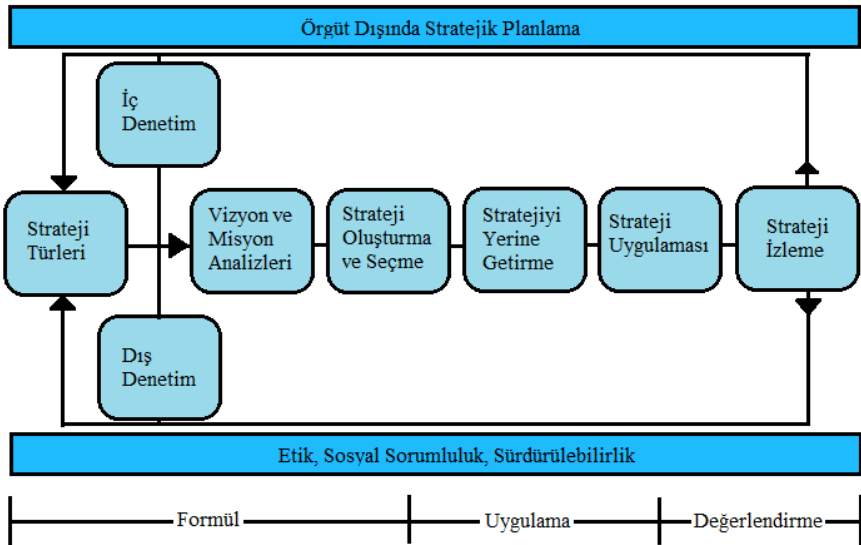 Örgüt Dışında Stratejik Planlama
İç
Denetim
Strateji
Türleri
Vizyon ve
Misyon
Analizleri
Strateji
Oluşturma
ve Seçme
Stratejiyi
Yerine
Getirme
Strateji
Uygulaması
Strateji
İzleme
Dış
Denetim
Etik, Sosyal Sorumluluk, Sürdürülebilirlik
Formül
Uygulama
Değerlendirme